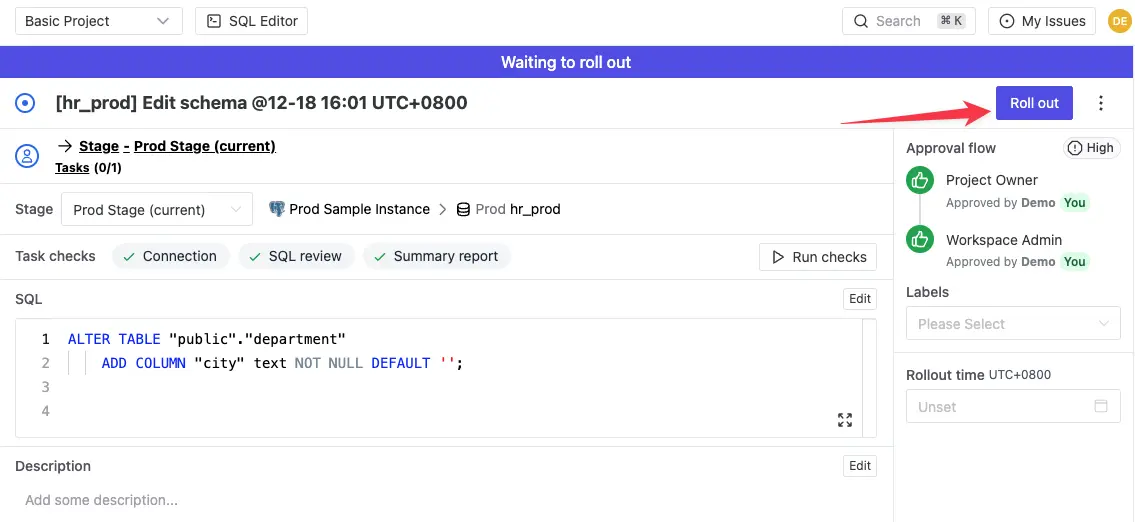 Basic Project
SQL Editor
Search ⌘ K
My Issues
DE
Waiting to roll out
[hr_prod] Edit schema @12-18 16:01 UTC+0800
Roll out
Stage - Prod Stage (current)
Tasks (0/1)
Stage
Prod Stage (current)
Prod Sample Instance
Prod hr_prod
Task checks
Connection
SQL review
Summary report
Run checks
SQL
Edit
1 ALTER TABLE "public"."department"
2 ADD COLUMN "city" text NOT NULL DEFAULT '';
3
4
Description
Edit
Add some description...
Approval flow
High
Project Owner
Approved by Demo You
Workspace Admin
Approved by Demo You
Labels
Please Select
Rollout time UTC+0800
Unset